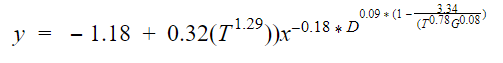 y = − 1.18 + 0.32(T^1.29))x^−0.18 * D^0.09 * (1 − 3.34/(T^0.78 G^0.08))